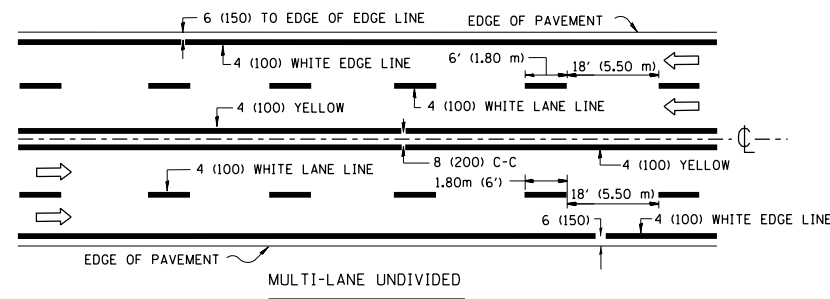 6 (150) TO EDGE OF EDGE LINE
EDGE OF PAVEMENT
4 (100) WHITE EDGE LINE
6' (1.80 m)
18' (5.50 m)
4 (100) YELLOW
4 (100) WHITE LANE LINE
CL
4 (100) WHITE LANE LINE
8 (200) C-C
4 (100) YELLOW
1.80m (6')
18' (5.50 m)
6 (150)
4 (100) WHITE EDGE LINE
EDGE OF PAVEMENT
MULTI-LANE UNDIVIDED